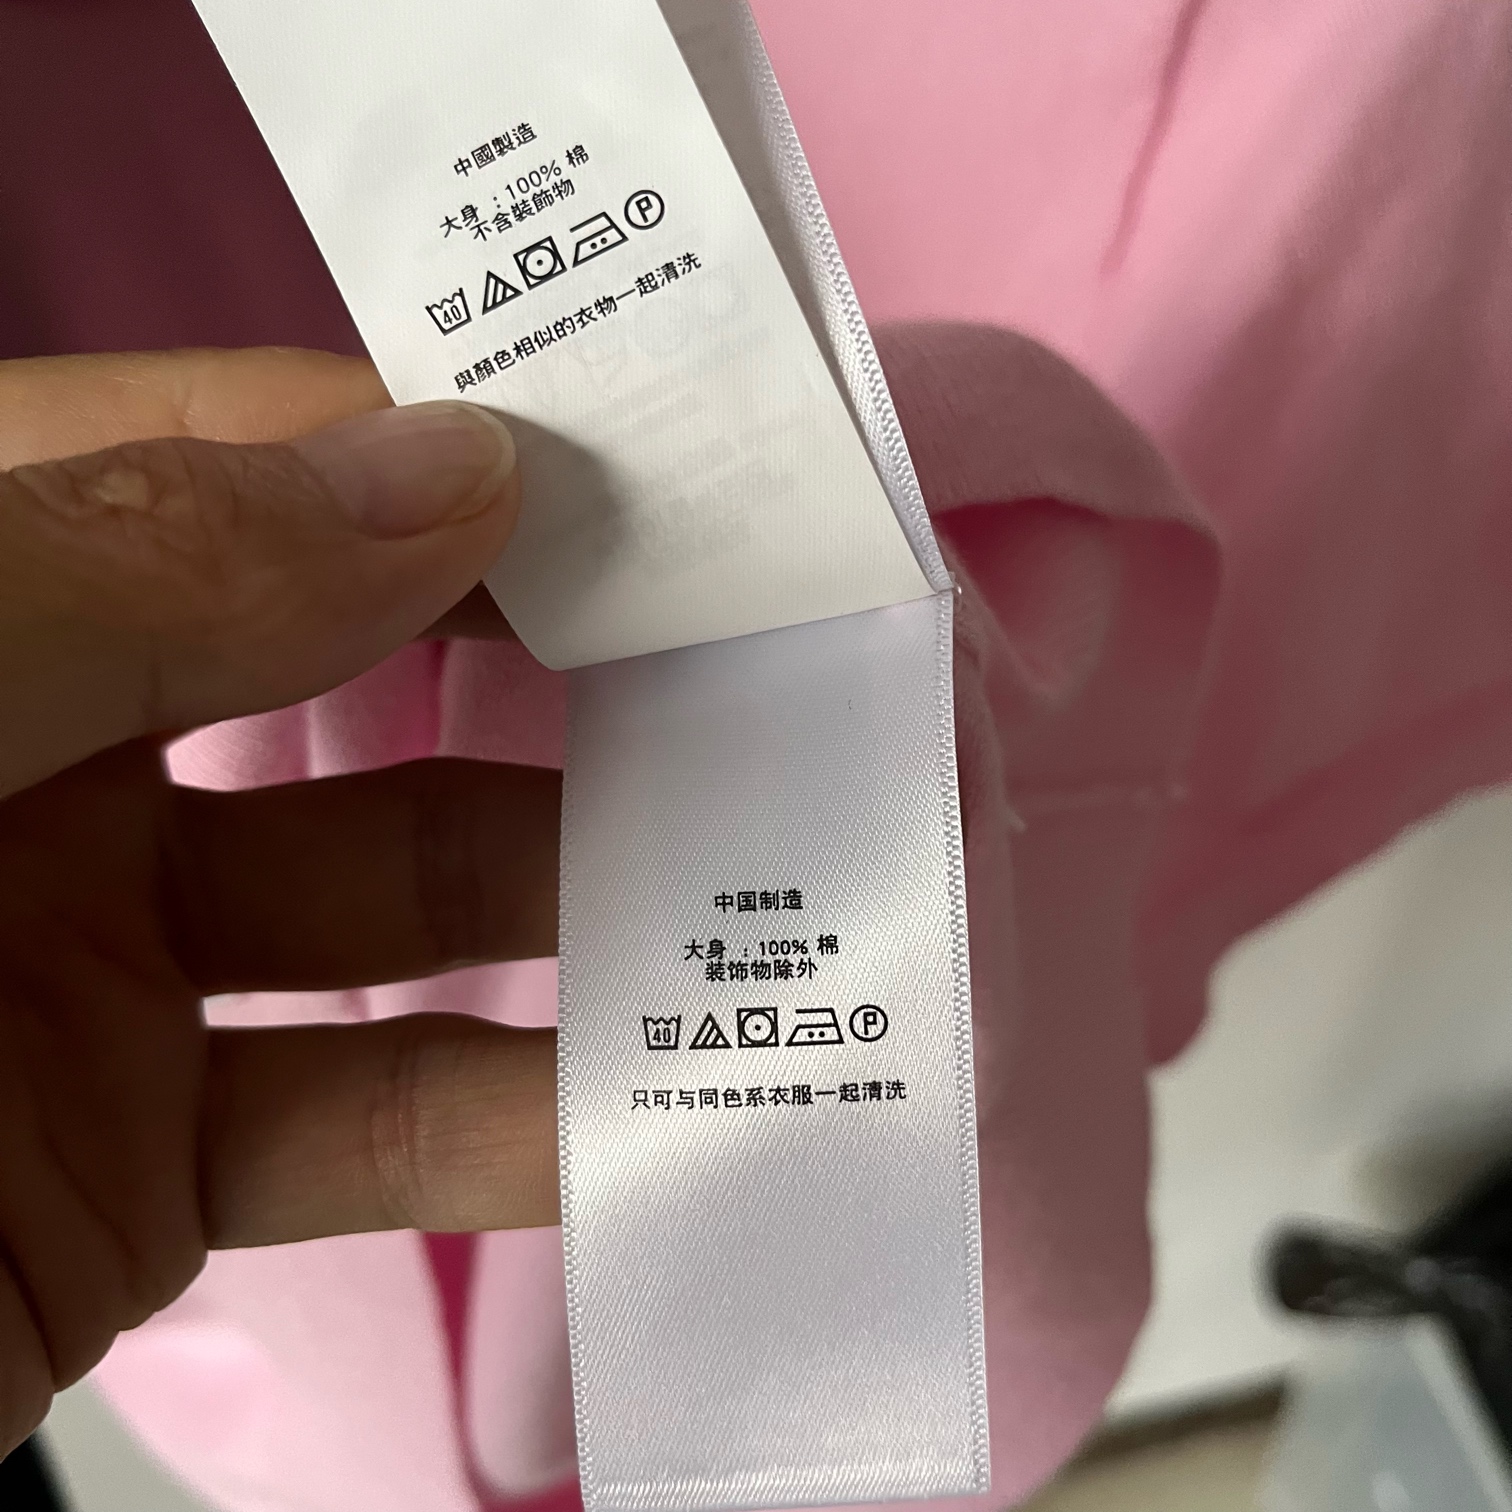 中國製造
大身 : 100% 棉
不含裝飾物
40 P
與顏色相似的衣物一起清洗
中国制造
大身 : 100% 棉
装饰物除外
40 P
只可与同色系衣服一起清洗